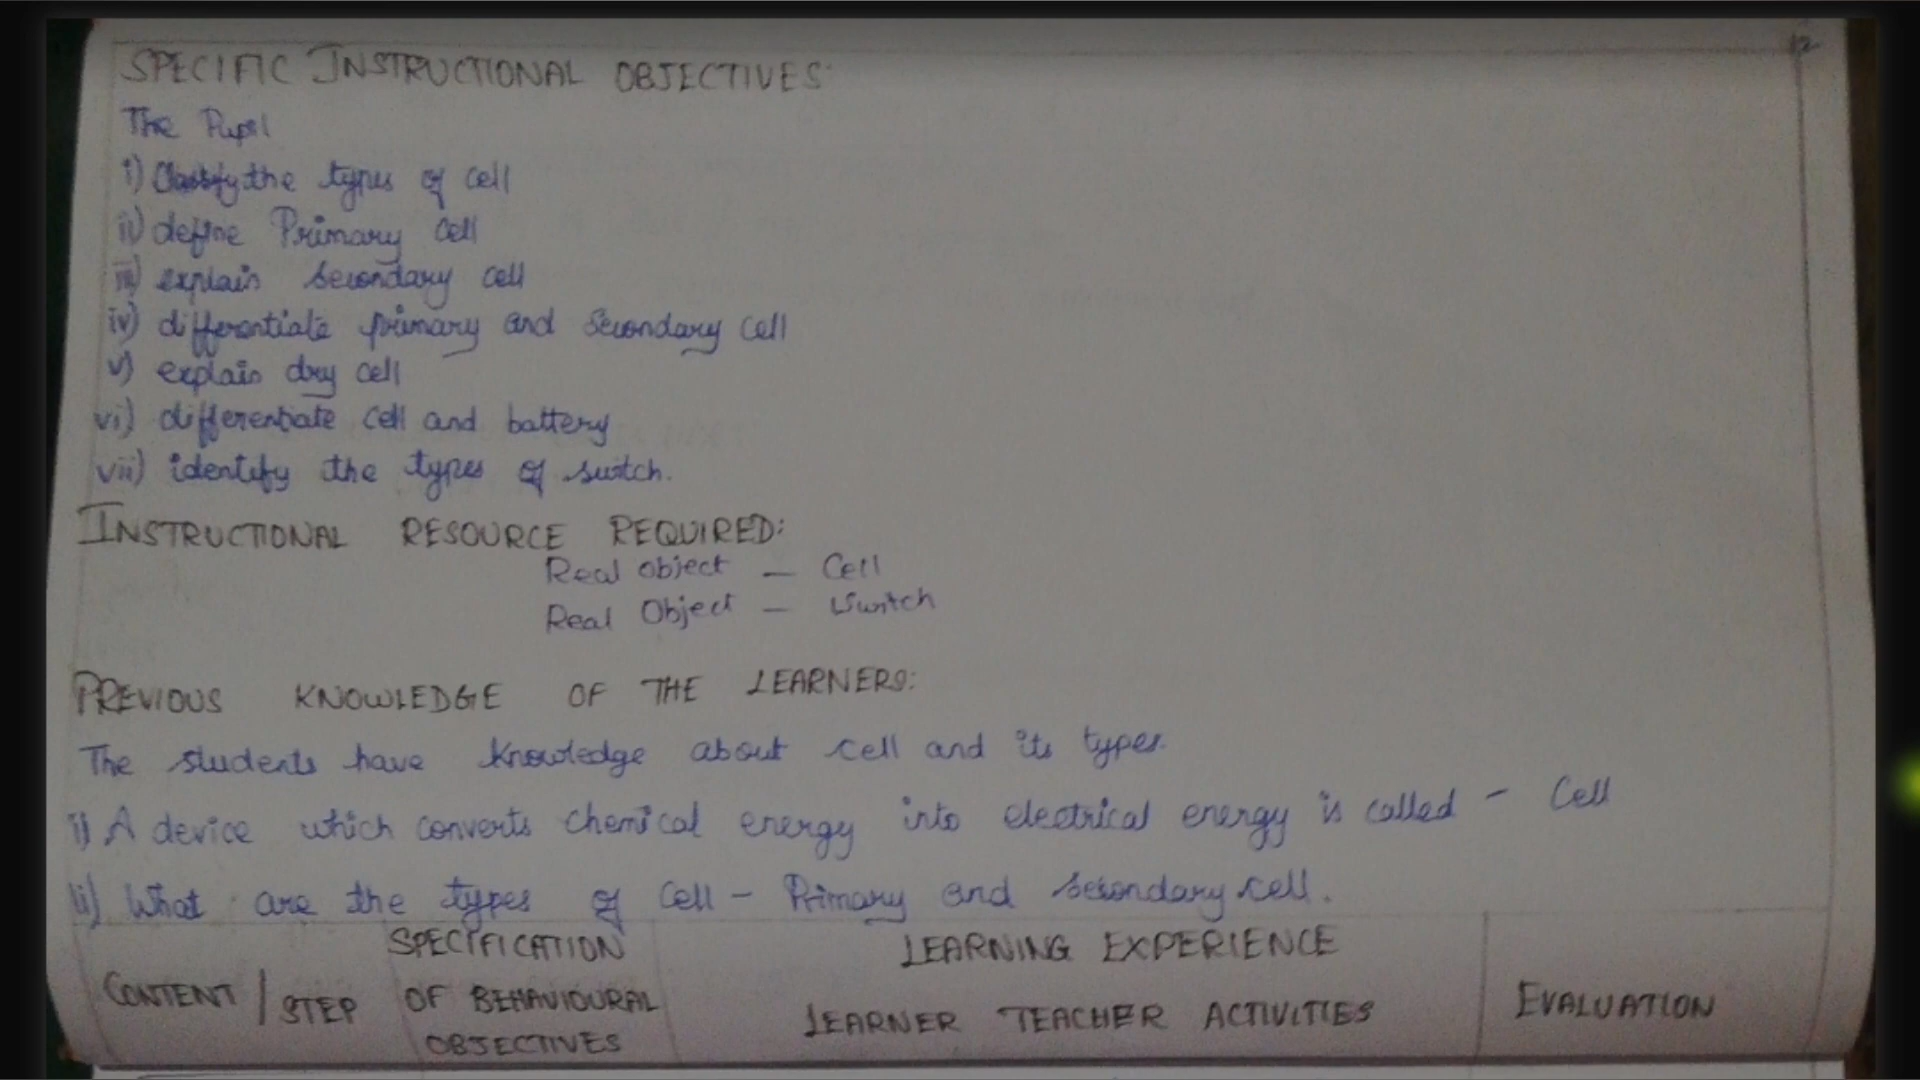 12
SPECIFIC INSTRUCTIONAL OBJECTIVES:
The Pupil
i) Classify the types of cell
ii) define Primary cell
iii) explain secondary cell
iv) differentiate primary and secondary cell
v) explain dry cell
vi) differentiate cell and battery
vii) identify the types of switch.
INSTRUCTIONAL RESOURCE REQUIRED:
Real object – Cell
Real Object – Switch
PREVIOUS KNOWLEDGE OF THE LEARNERS:
The students have knowledge about cell and its types.
i) A device which converts chemical energy into electrical energy is called – Cell
ii) What are the types of cell – Primary and secondary cell.
CONTENT / STEP
SPECIFICATION
OF BEHAVIOURAL
OBJECTIVES
LEARNING EXPERIENCE
LEARNER TEACHER ACTIVITIES
EVALUATION